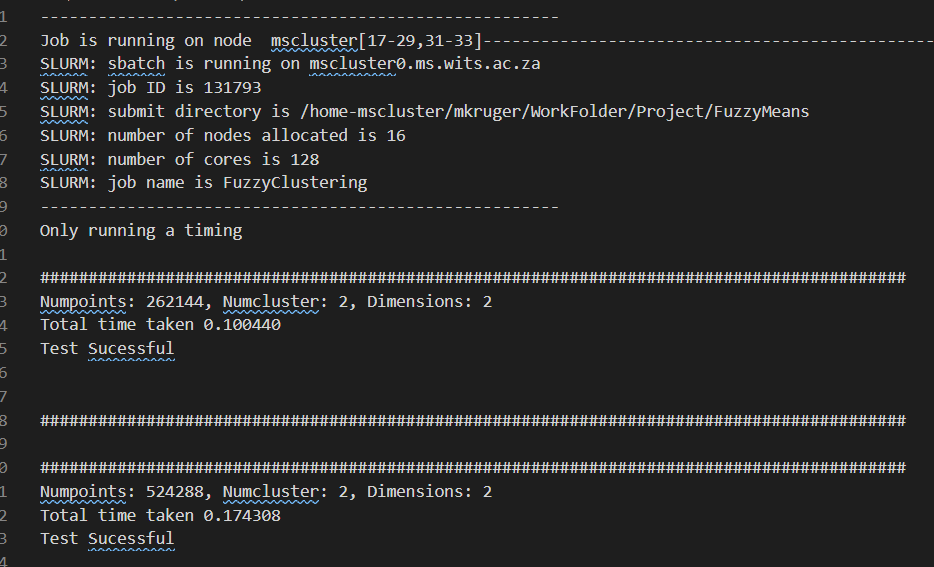 1 ------------------------------------------------------
2 Job is running on node  mscluster[17-29,31-33]-----------------------------------------------
3 SLURM: sbatch is running on mscluster0.ms.wits.ac.za
4 SLURM: job ID is 131793
5 SLURM: submit directory is /home-mscluster/mkruger/WorkFolder/Project/FuzzyMeans
6 SLURM: number of nodes allocated is 16
7 SLURM: number of cores is 128
8 SLURM: job name is FuzzyClustering
9 ------------------------------------------------------
0 Only running a timing
1
2 ##########################################################################################
3 Numpoints: 262144, Numcluster: 2, Dimensions: 2
4 Total time taken 0.100440
5 Test Sucessful
6
7
8 ##########################################################################################
9
0 ##########################################################################################
1 Numpoints: 524288, Numcluster: 2, Dimensions: 2
2 Total time taken 0.174308
3 Test Sucessful
4